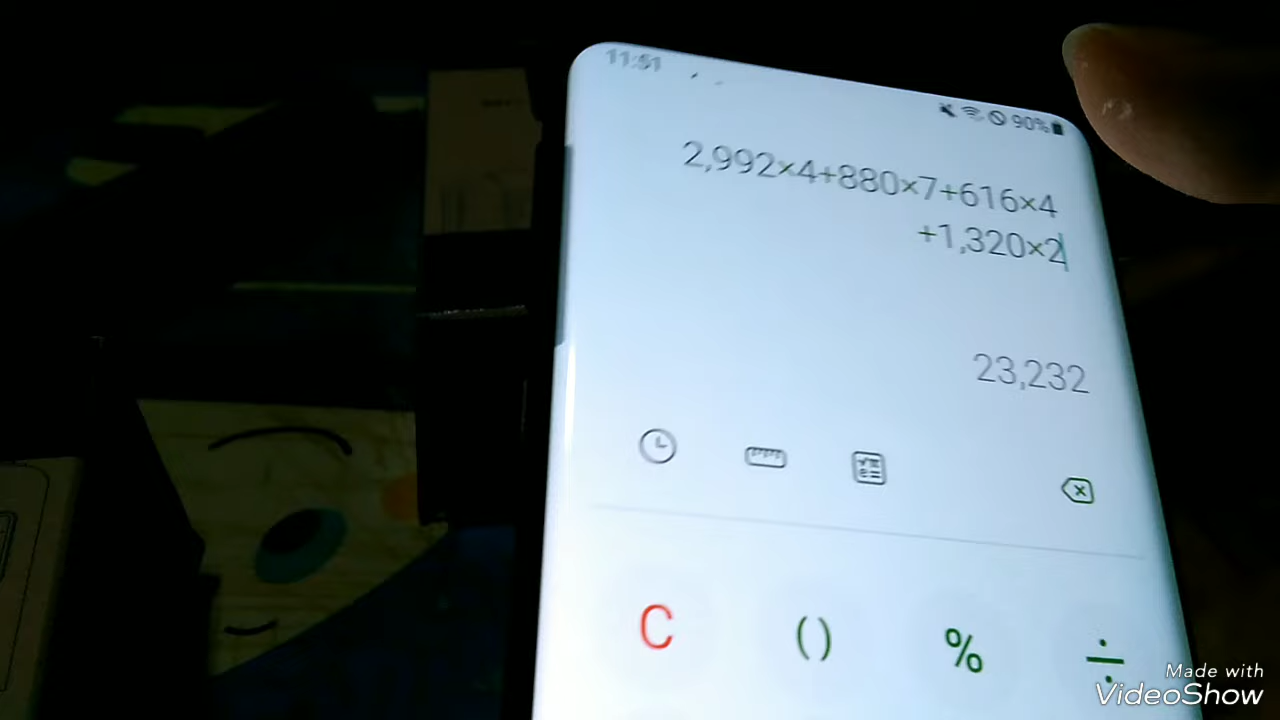 11:51
90%
2,992×4+880×7+616×4
+1,320×2
23,232
C
()
%
÷
Made with
VideoShow